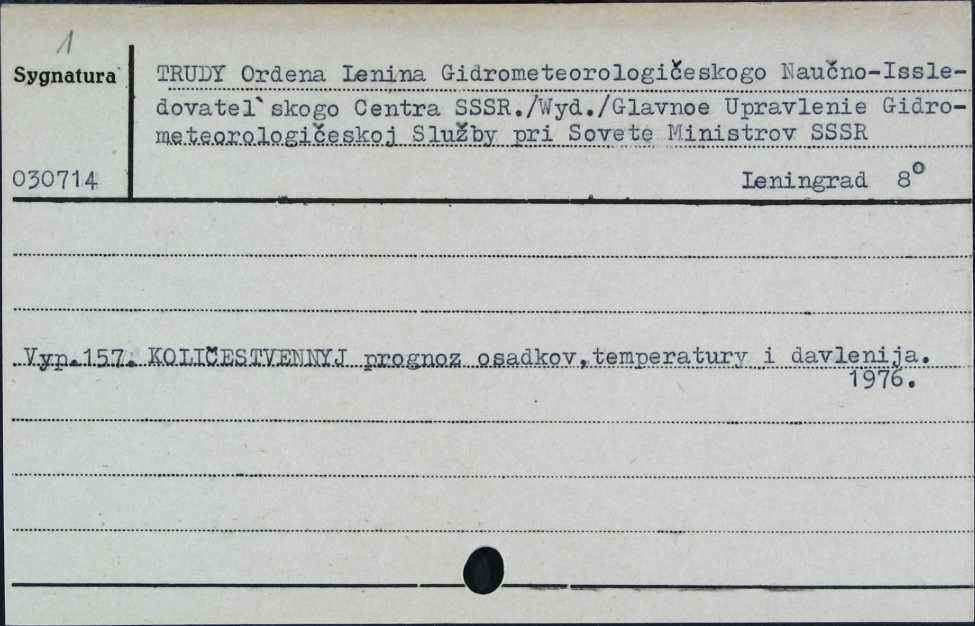 1
Sygnatura
TRUDY Ordena Lenina Gidrometeorologičeskogo Naučno-Issle-
dovatel`skogo Centra SSSR./Wyd./Glavnoe Upravlenie Gidro-
meteorologičeskoj Služby pri Sovete Ministrov SSSR
030714
Leningrad 8°
Vyp.157. KOLIČESTVENNYJ prognoz osadkov,temperatury i davlenija.
1976.